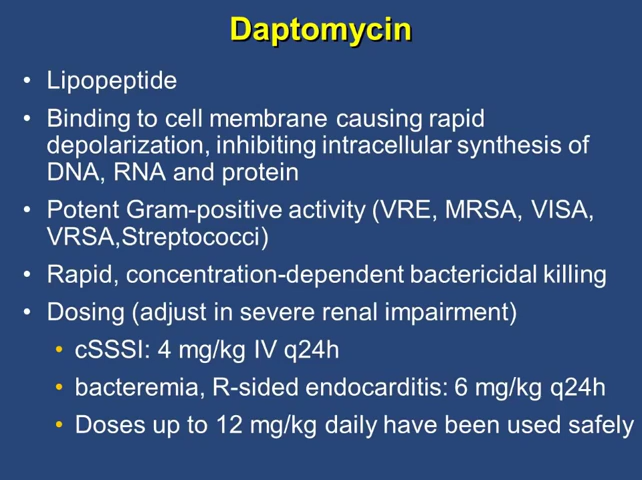 Daptomycin
• Lipopeptide
• Binding to cell membrane causing rapid
depolarization, inhibiting intracellular synthesis of
DNA, RNA and protein
• Potent Gram-positive activity (VRE, MRSA, VISA,
VRSA,Streptococci)
• Rapid, concentration-dependent bactericidal killing
• Dosing (adjust in severe renal impairment)
• cSSSI: 4 mg/kg IV q24h
• bacteremia, R-sided endocarditis: 6 mg/kg q24h
• Doses up to 12 mg/kg daily have been used safely